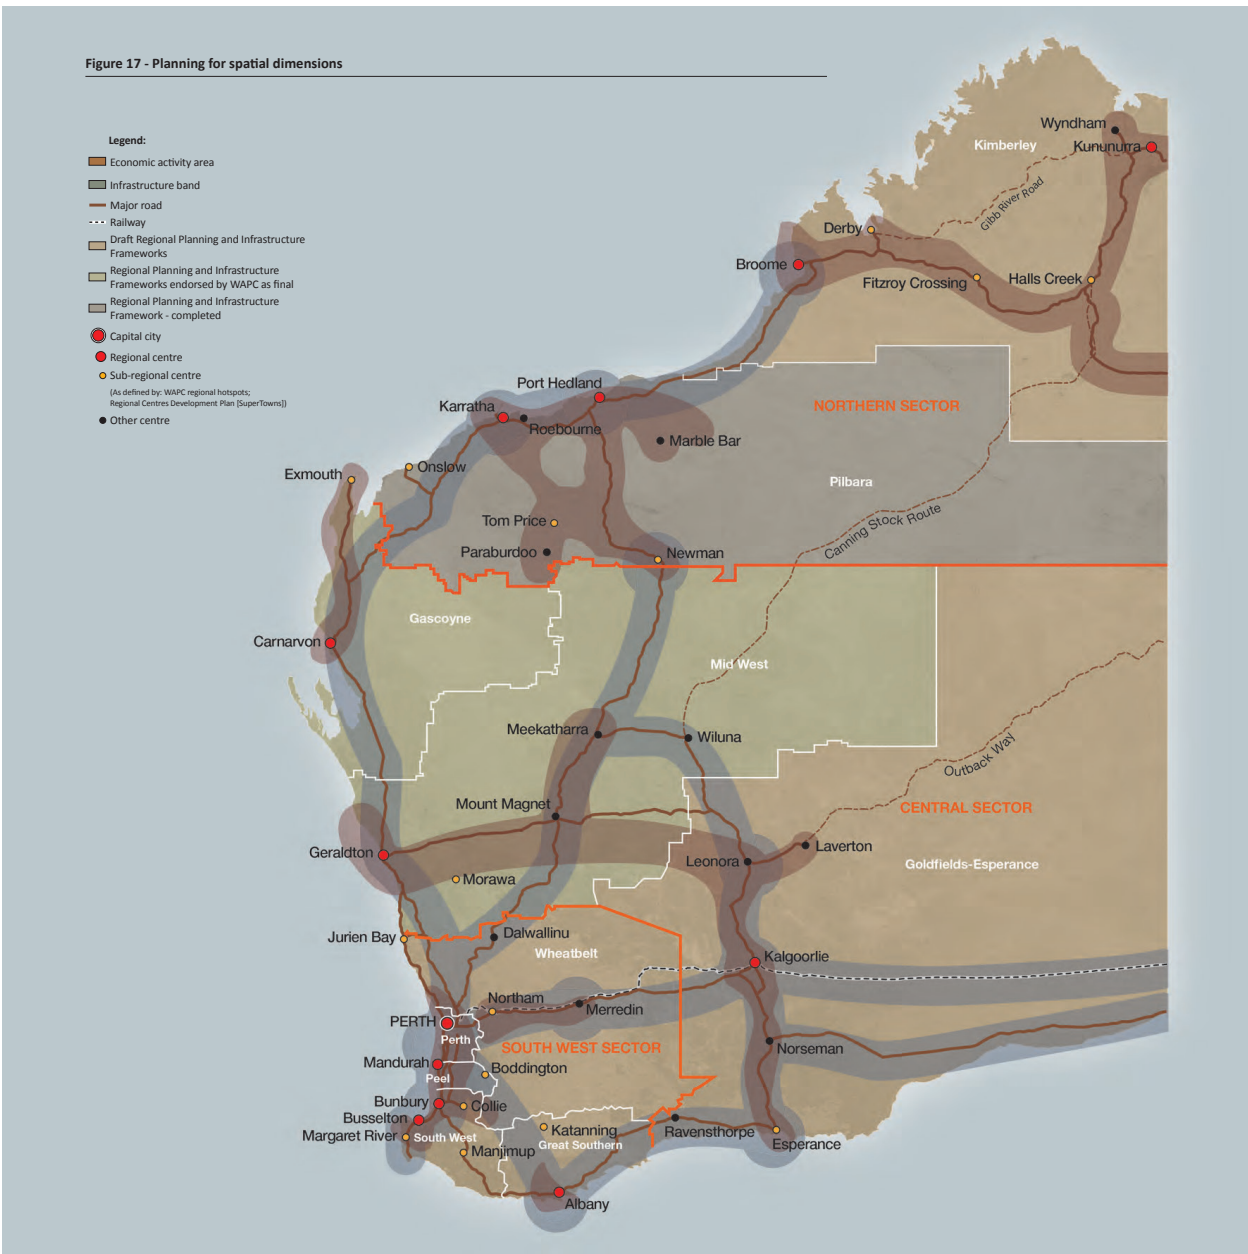 Figure 17 - Planning for spatial dimensions
Legend:
Economic activity area
Infrastructure band
Major road
Railway
Draft Regional Planning and Infrastructure
Frameworks
Regional Planning and Infrastructure
Frameworks endorsed by WAPC as final
Regional Planning and Infrastructure
Framework - completed
Capital city
Regional centre
Sub-regional centre
(As defined by: WAPC regional hotspots;
Regional Centres Development Plan [SuperTowns])
Other centre
Wyndham
Kimberley
Kununurra
Gibb River Road
Derby
Broome
Fitzroy Crossing
Halls Creek
Port Hedland
Karratha
Roebourne
NORTHERN SECTOR
Marble Bar
Exmouth
Onslow
Pilbara
Canning Stock Route
Tom Price
Paraburdoo
Newman
Gascoyne
Carnarvon
Mid West
Meekatharra
Wiluna
Outback Way
Mount Magnet
CENTRAL SECTOR
Geraldton
Leonora
Laverton
Goldfields-Esperance
Morawa
Jurien Bay
Dalwallinu
Wheatbelt
Kalgoorlie
Northam
Merredin
PERTH
Perth
SOUTH WEST SECTOR
Norseman
Mandurah
Peel
Boddington
Bunbury
Collie
Busselton
Margaret River
South West
Katanning
Great Southern
Ravensthorpe
Esperance
Manjimup
Albany